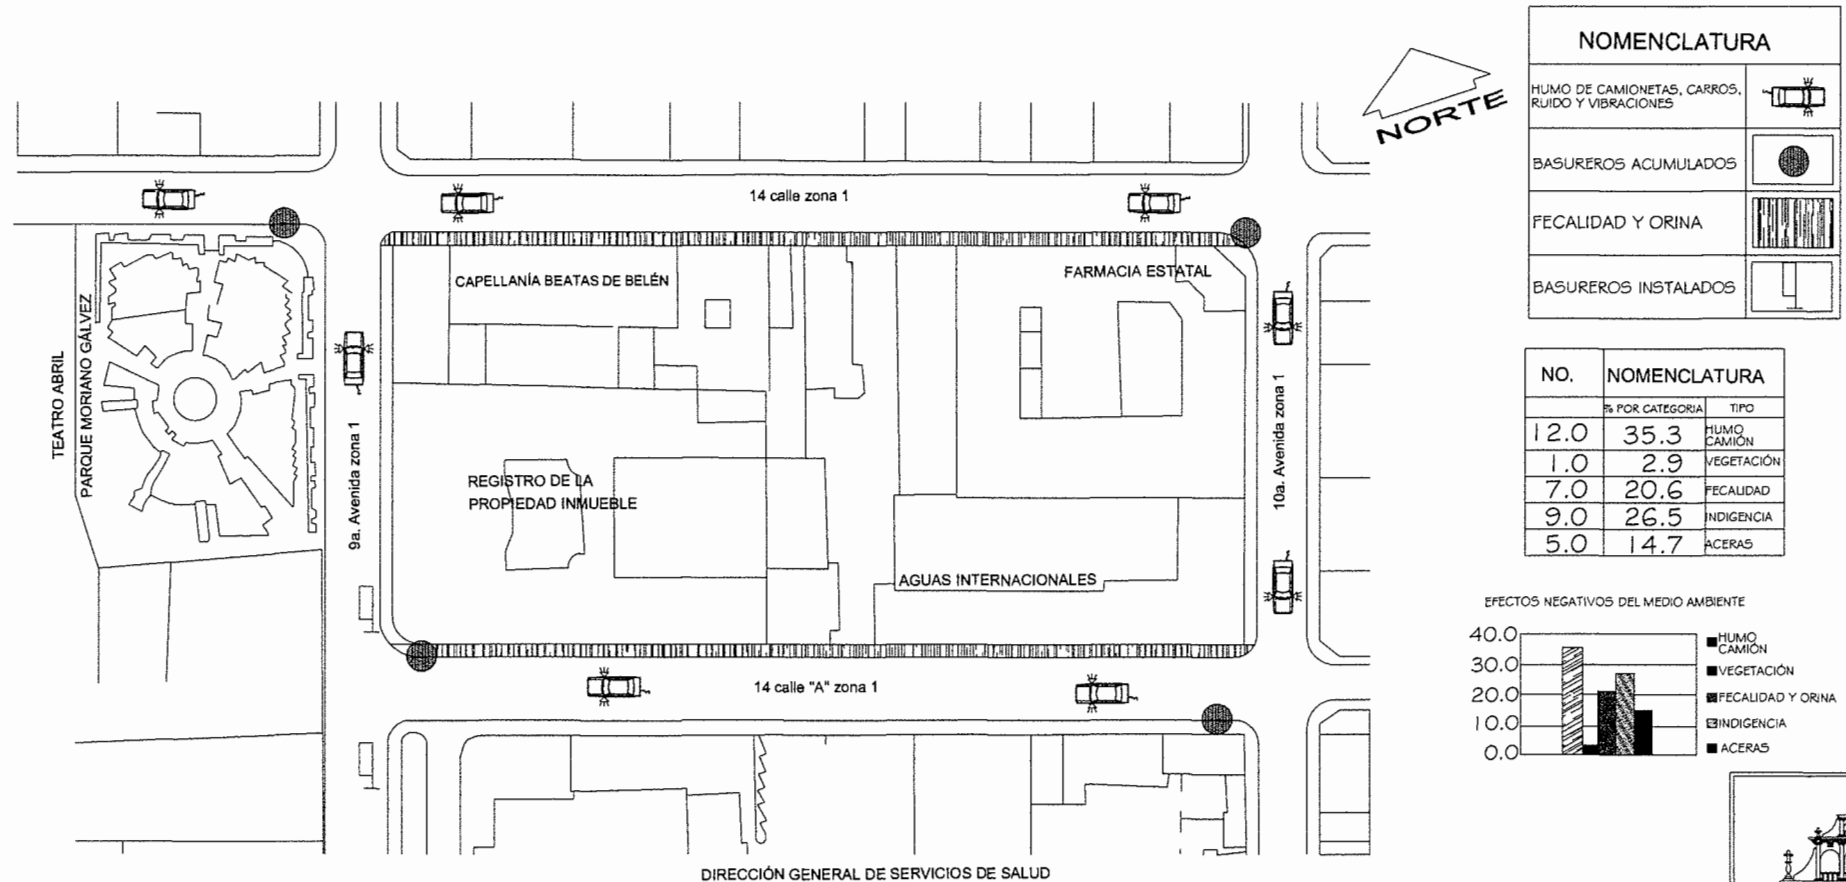 NOMENCLATURA
HUMO DE CAMIONETAS, CARROS,
RUIDO Y VIBRACIONES
BASUREROS ACUMULADOS
FECALIDAD Y ORINA
BASUREROS INSTALADOS
NORTE
14 calle zona 1
CAPELLANÍA BEATAS DE BELÉN
FARMACIA ESTATAL
TEATRO ABRIL
PARQUE MORIANO GÁLVEZ
9a. Avenida zona 1
10a. Avenida zona 1
REGISTRO DE LA
PROPIEDAD INMUEBLE
AGUAS INTERNACIONALES
14 calle "A" zona 1
DIRECCIÓN GENERAL DE SERVICIOS DE SALUD
NO. NOMENCLATURA
% POR CATEGORIA TIPO
12.0 35.3 HUMO CAMIÓN
1.0 2.9 VEGETACIÓN
7.0 20.6 FECALIDAD
9.0 26.5 INDIGENCIA
5.0 14.7 ACERAS
EFECTOS NEGATIVOS DEL MEDIO AMBIENTE
40.0
30.0
20.0
10.0
0.0
HUMO
CAMIÓN
VEGETACIÓN
FECALIDAD Y ORINA
INDIGENCIA
ACERAS